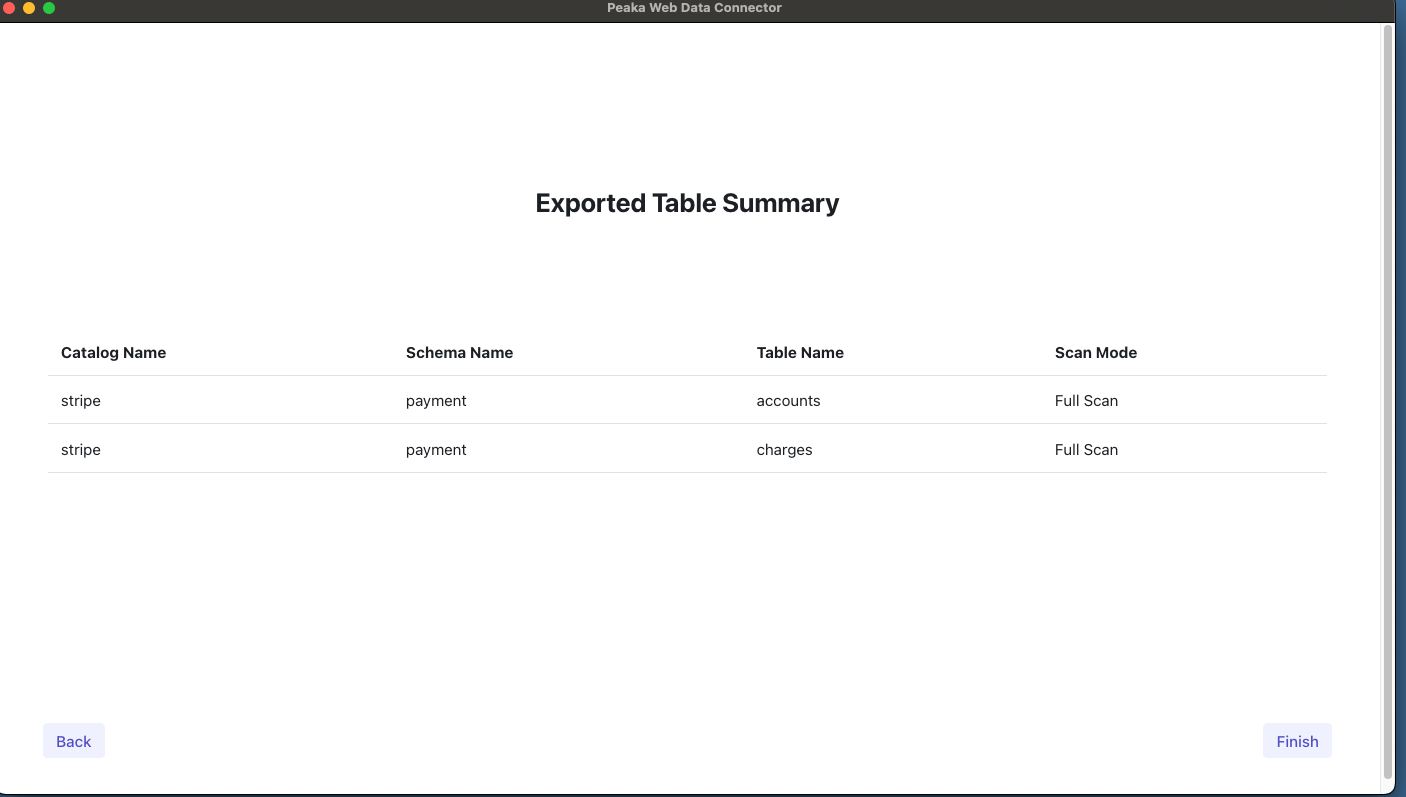 Peaka Web Data Connector
Exported Table Summary
Catalog Name Schema Name Table Name Scan Mode
stripe payment accounts Full Scan
stripe payment charges Full Scan
Back Finish